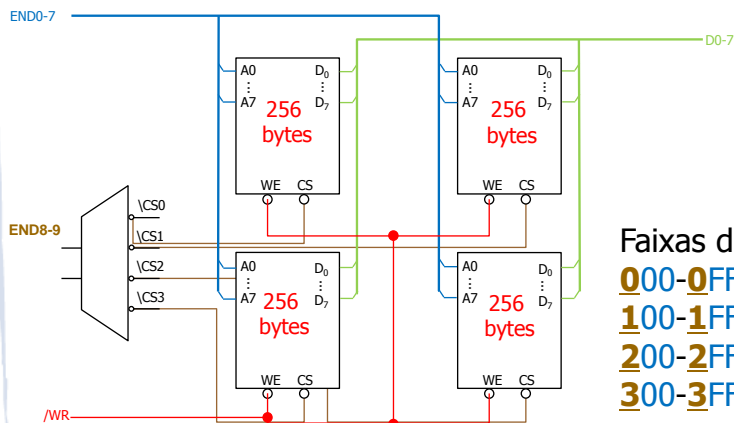 END0-7
D0-7
A0
⋮
A7
D₀
⋮
D₇
256
bytes
WE CS
A0
⋮
A7
D₀
⋮
D₇
256
bytes
WE CS
END8-9
\CS0
\CS1
\CS2
\CS3
A0
⋮
A7
D₀
⋮
D₇
256
bytes
WE CS
A0
⋮
A7
D₀
⋮
D₇
256
bytes
WE CS
/WR
Faixas d
000-0FF
100-1FF
200-2FF
300-3FF